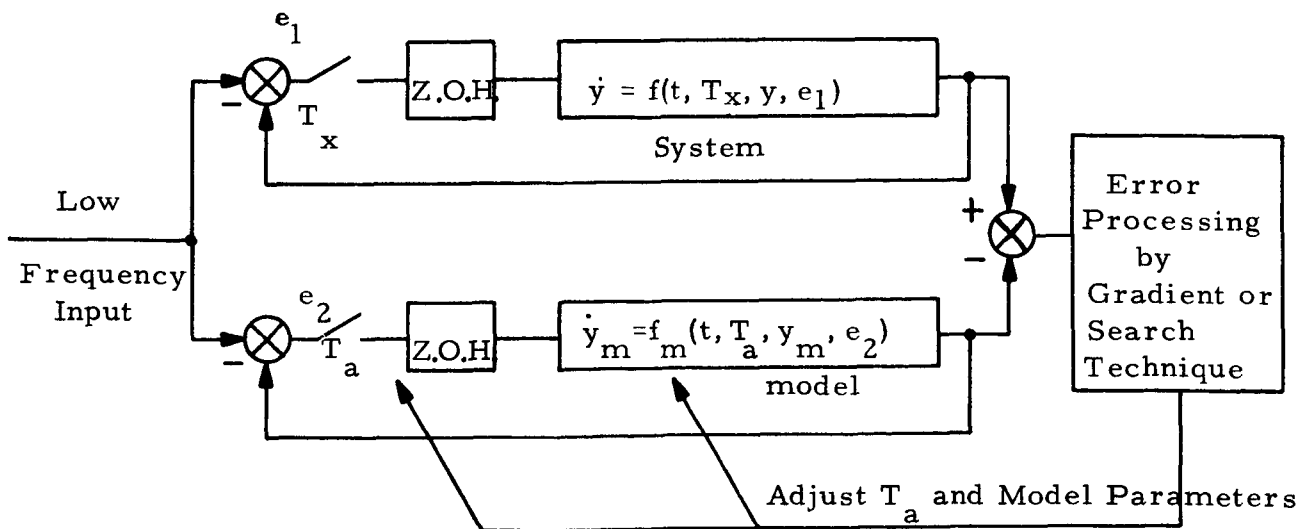 e₁
−
Tₓ
Z.O.H.
ẏ = f(t, Tₓ, y, e₁)
System
Low
Frequency
Input
e₂
−
Tₐ
Z.O.H
ẏₘ = fₘ(t, Tₐ, yₘ, e₂)
model
+
−
Error
Processing
by
Gradient or
Search
Technique
Adjust Tₐ and Model Parameters